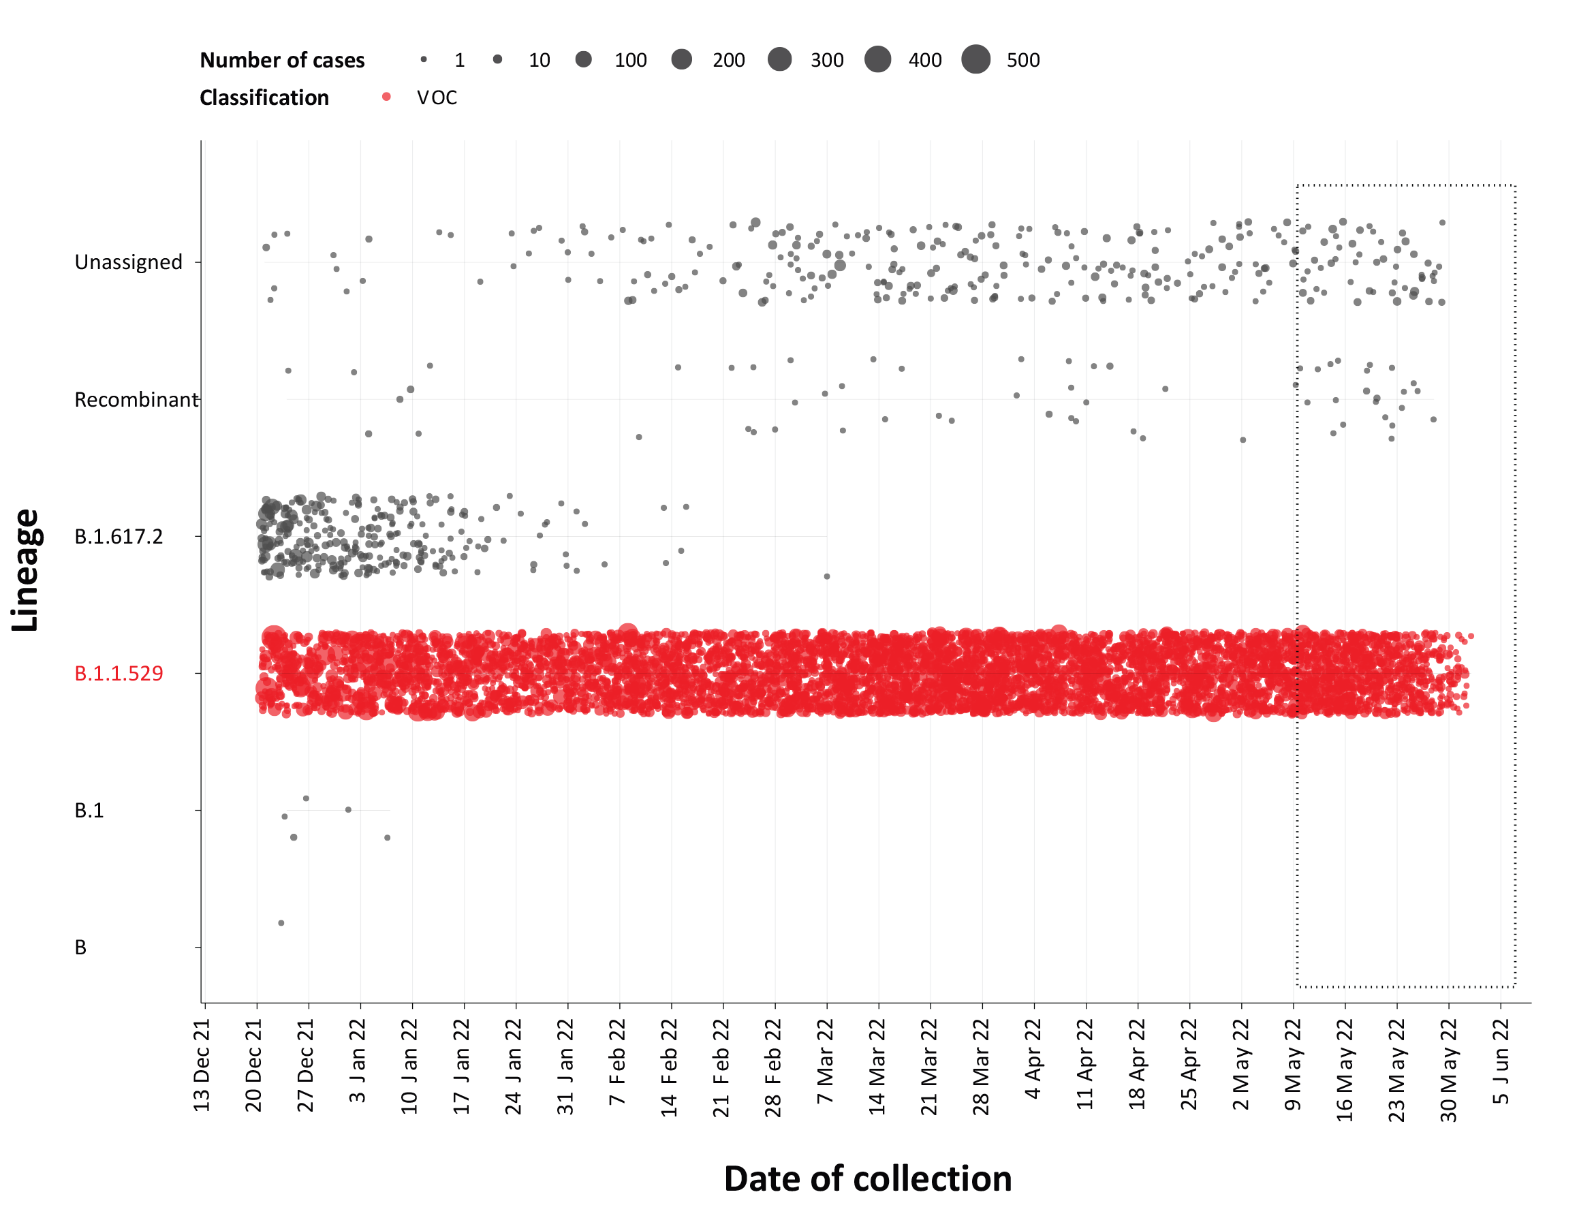 Number of cases 1 10 100 200 300 400 500
Classification VOC
Unassigned
Recombinant
B.1.617.2
B.1.1.529
B.1
B
Lineage
13 Dec 21
20 Dec 21
27 Dec 21
3 Jan 22
10 Jan 22
17 Jan 22
24 Jan 22
31 Jan 22
7 Feb 22
14 Feb 22
21 Feb 22
28 Feb 22
7 Mar 22
14 Mar 22
21 Mar 22
28 Mar 22
4 Apr 22
11 Apr 22
18 Apr 22
25 Apr 22
2 May 22
9 May 22
16 May 22
23 May 22
30 May 22
5 Jun 22
Date of collection